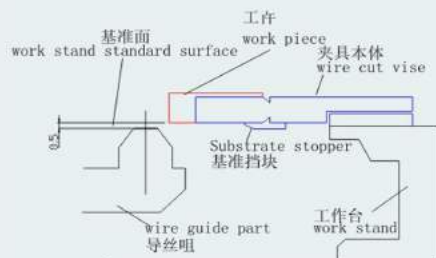 工件
work piece
基准面
work stand standard surface
夹具本体
wire cut vise
0.5
Substrate stopper
基准挡块
wire guide part
导丝咀
工作台
work stand